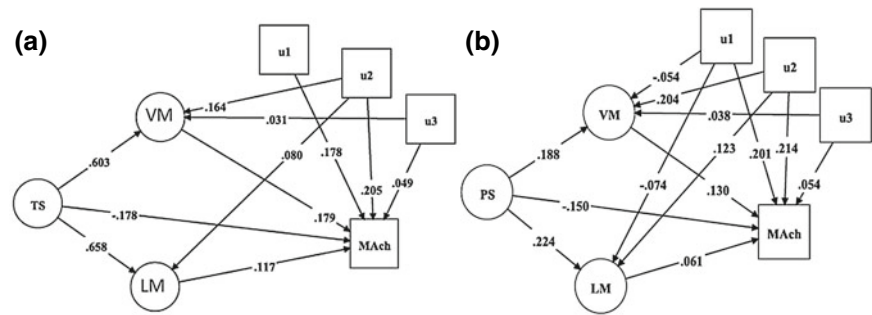 (a)
u1
u2
u3
VM
.164
.031
.603
.080
.178
.205
.049
TS
-.178
.179
MAch
.658
.117
LM
(b)
u1
u2
u3
-.054
.204
VM
.038
.188
.123
.201
.214
.054
PS
-.074
.130
-.150
MAch
.224
.061
LM